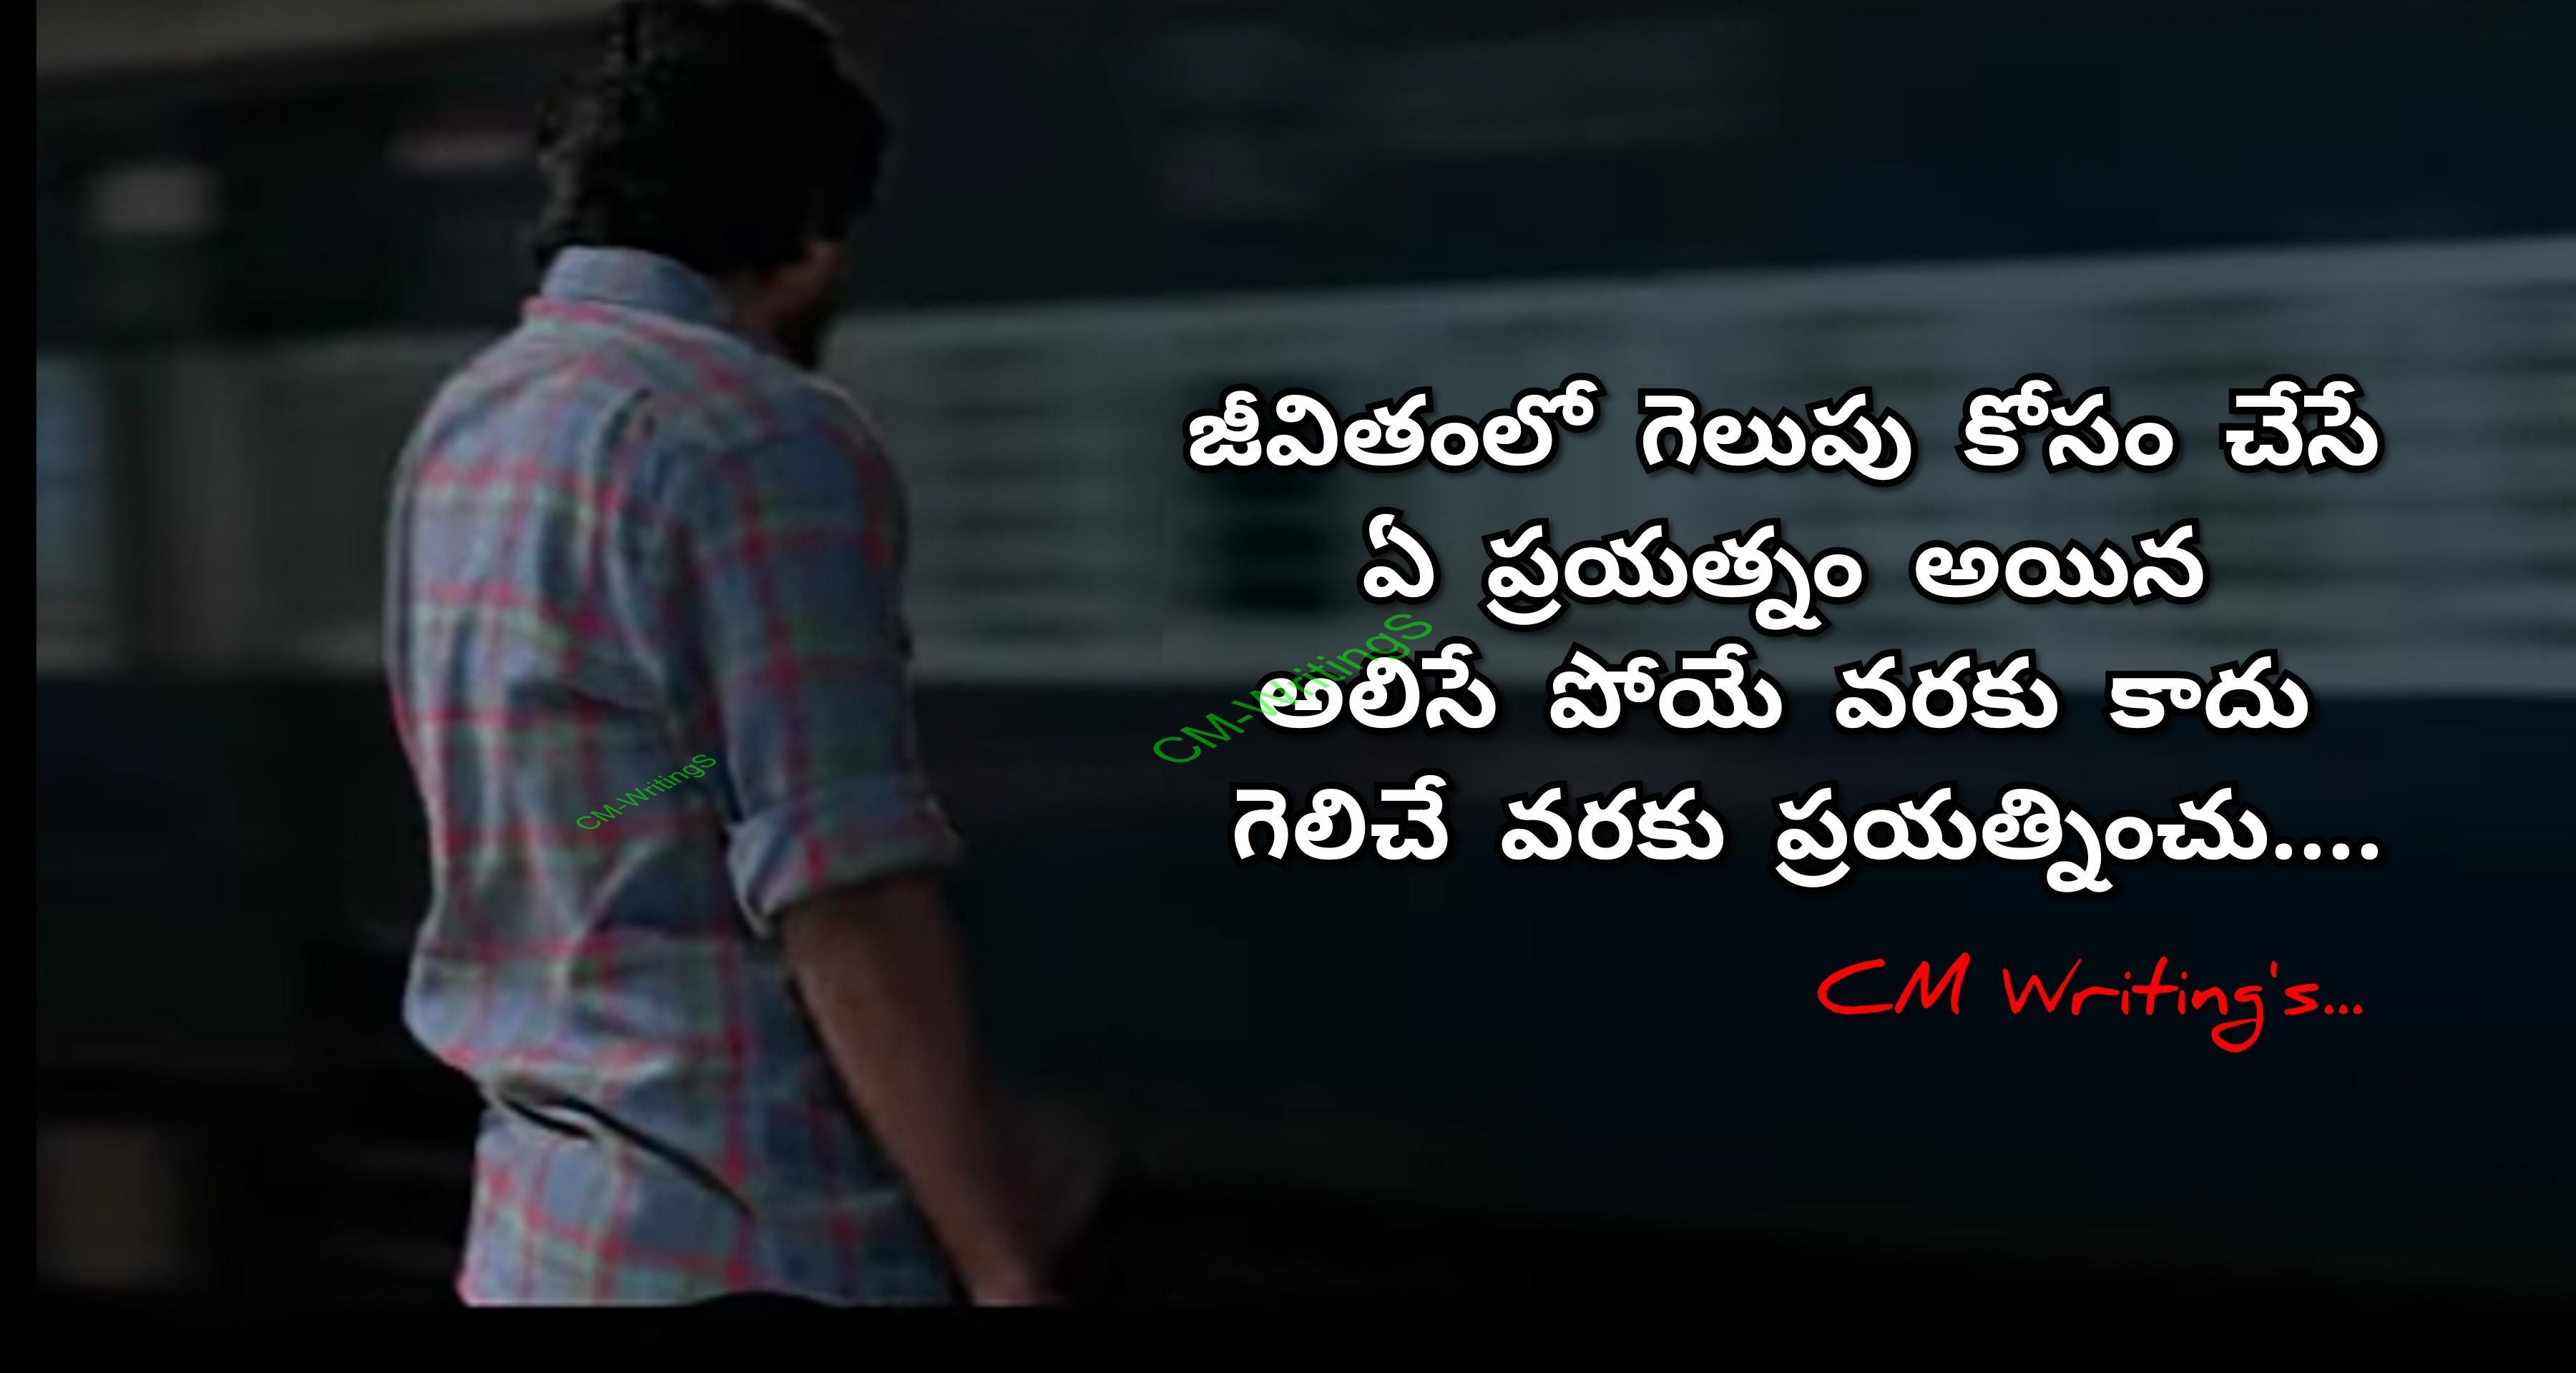 జీవితంలో గెలుపు కోసం చేసే
ఏ ప్రయత్నం అయిన
అలిసే పోయే వరకు కాదు
గెలిచే వరకు ప్రయత్నించు....
CM Writing's...
CM-WritingS
CM-WritingS